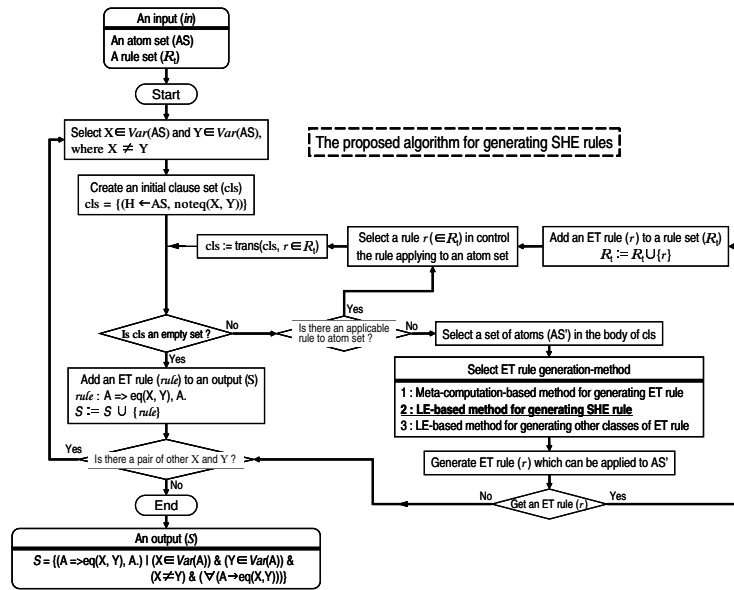 An input (in)
An atom set (AS)
A rule set (Rt)
Start
Select X∈Var(AS) and Y∈Var(AS),
where X ≠ Y
The proposed algorithm for generating SHE rules
Create an initial clause set (cls)
cls = {(H ←AS, noteq(X, Y))}
cls := trans(cls, r∈Rt)
Select a rule r (∈Rt) in control
the rule applying to an atom set
Add an ET rule (r) to a rule set (Rt)
Rt := Rt∪{r}
Is cls an empty set ?
No
Yes
Is there an applicable
rule to atom set ?
Yes
No
Select a set of atoms (AS') in the body of cls
Select ET rule generation-method
1 : Meta-computation-based method for generating ET rule
2 : LE-based method for generating SHE rule
3 : LE-based method for generating other classes of ET rule
Add an ET rule (rule) to an output (S)
rule : A => eq(X, Y), A.
S := S ∪ {rule}
Yes
Is there a pair of other X and Y ?
No
Generate ET rule (r) which can be applied to AS'
No
Get an ET rule (r)
Yes
End
An output (S)
S = {(A =>eq(X, Y), A.) | (X∈Var(A)) & (Y∈Var(A)) &
(X≠Y) & (∀(A→eq(X,Y)))}